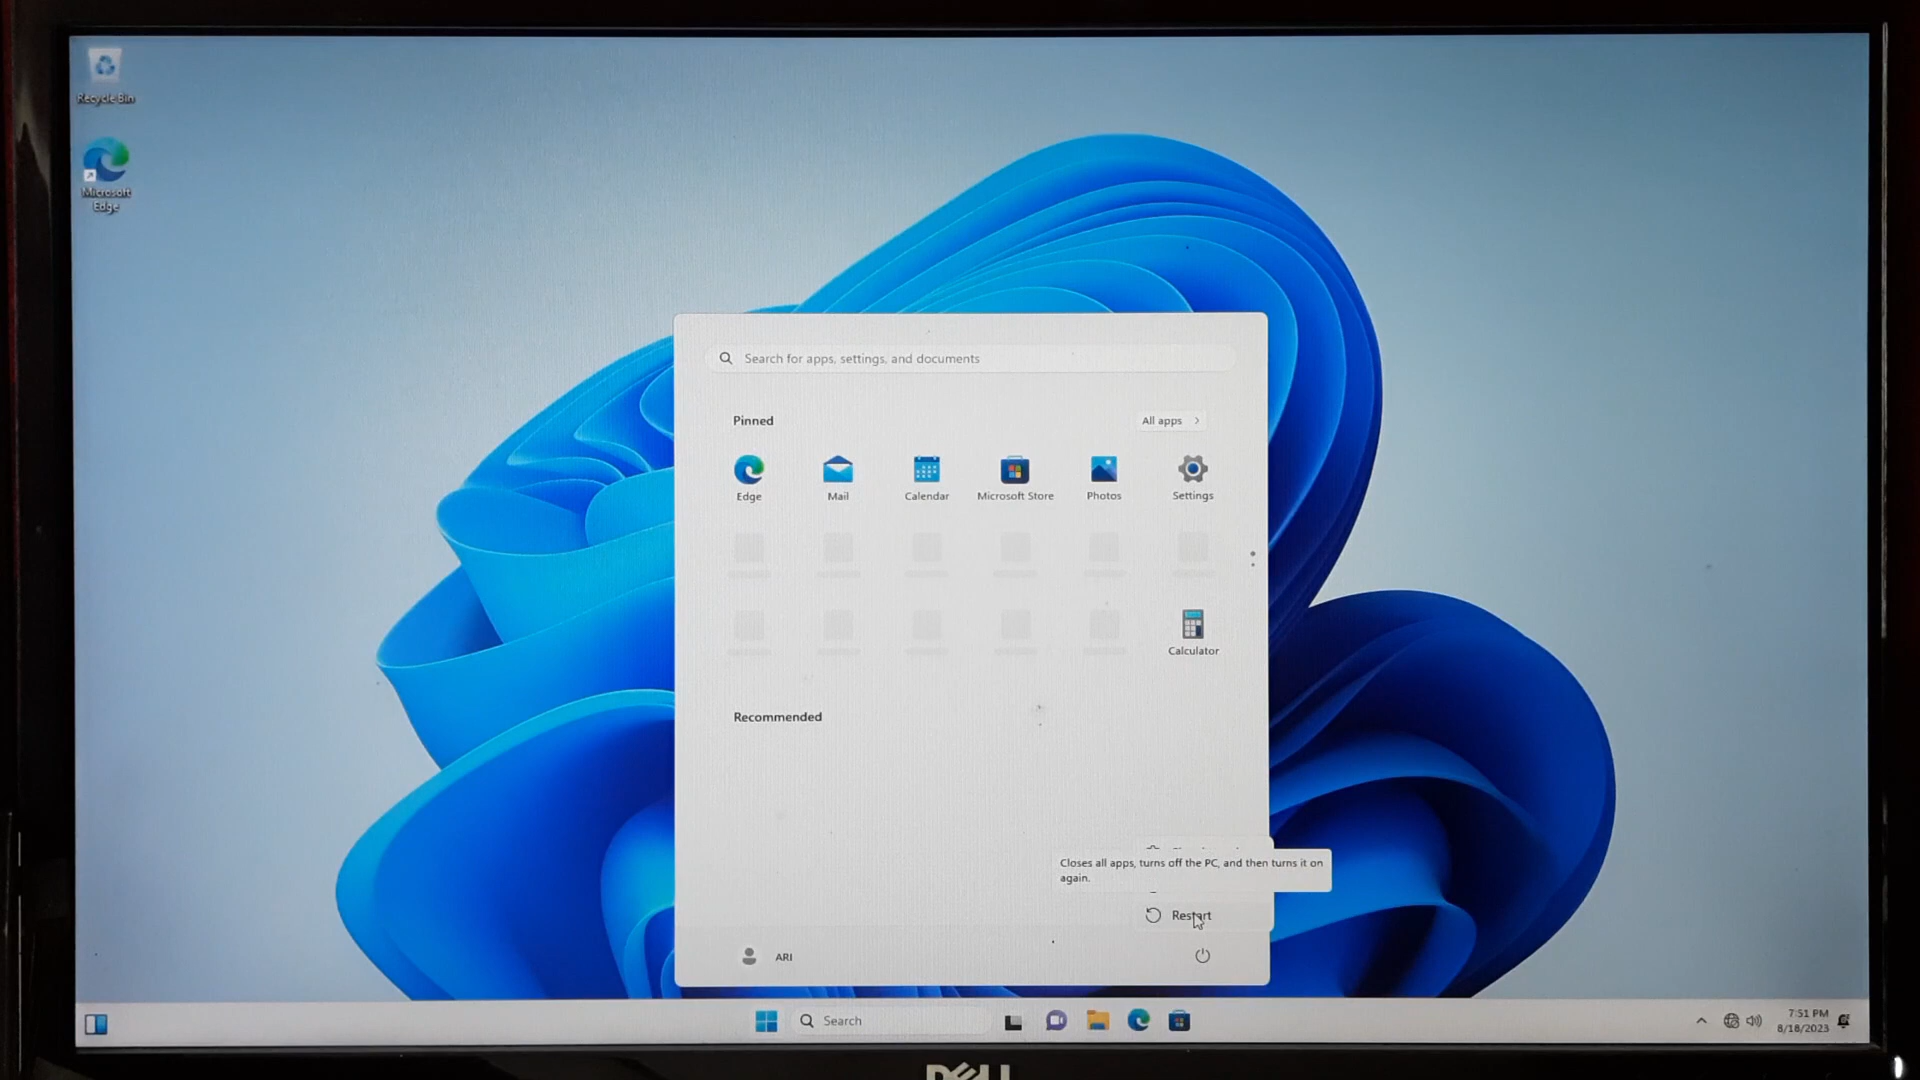 Recycle Bin
Microsoft
Edge
Search for apps, settings, and documents
Pinned
All apps
Edge
Mail
Calendar
Microsoft Store
Photos
Settings
Calculator
Recommended
Closes all apps, turns off the PC, and then turns it on
again.
Restart
ARI
Search
7:51 PM
8/18/2023
DELL